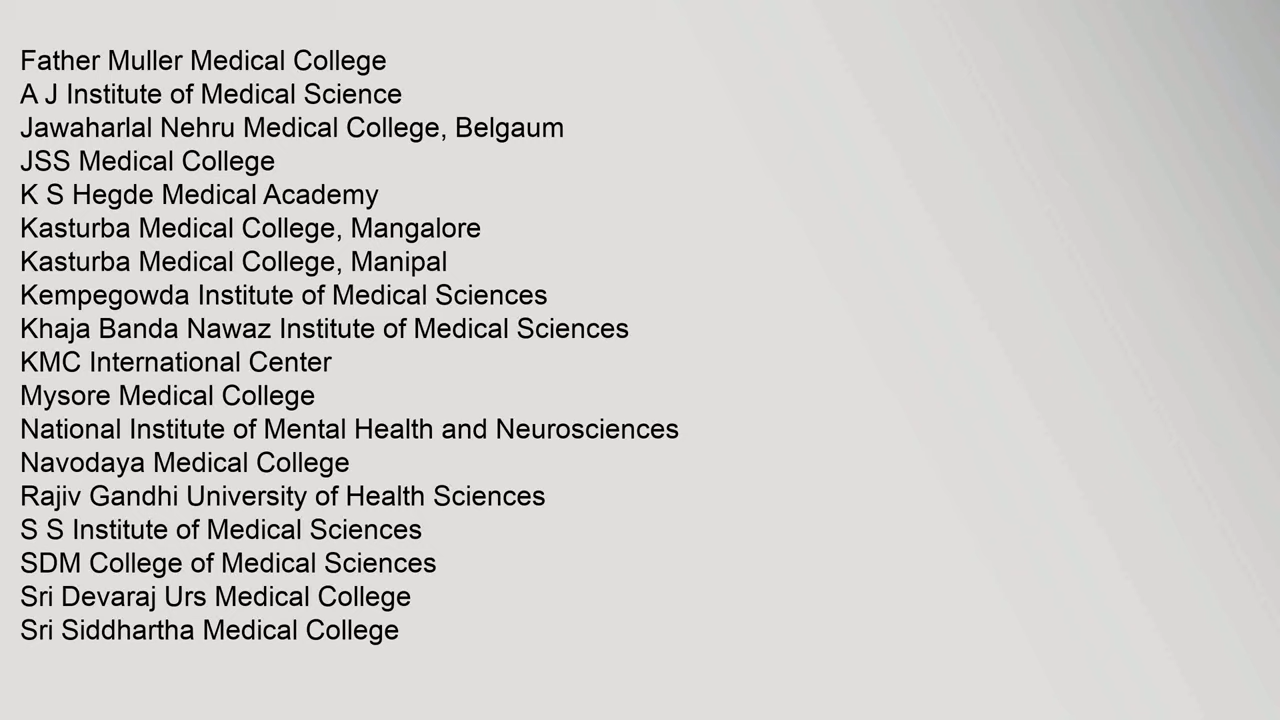 Father Muller Medical College
A J Institute of Medical Science
Jawaharlal Nehru Medical College, Belgaum
JSS Medical College
K S Hegde Medical Academy
Kasturba Medical College, Mangalore
Kasturba Medical College, Manipal
Kempegowda Institute of Medical Sciences
Khaja Banda Nawaz Institute of Medical Sciences
KMC International Center
Mysore Medical College
National Institute of Mental Health and Neurosciences
Navodaya Medical College
Rajiv Gandhi University of Health Sciences
S S Institute of Medical Sciences
SDM College of Medical Sciences
Sri Devaraj Urs Medical College
Sri Siddhartha Medical College